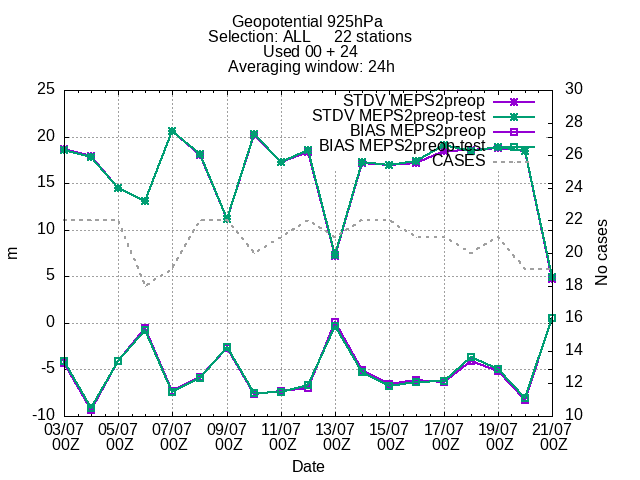 Geopotential 925hPa
Selection: ALL     22 stations
Used 00 + 24
Averaging window: 24h
STDV MEPS2preop
STDV MEPS2preop-test
BIAS MEPS2preop
BIAS MEPS2preop-test
CASES
25
20
15
10
5
0
-5
-10
m
30
28
26
24
22
20
18
16
14
12
10
No cases
03/07 05/07 07/07 09/07 11/07 13/07 15/07 17/07 19/07 21/07
00Z 00Z 00Z 00Z 00Z 00Z 00Z 00Z 00Z 00Z
Date